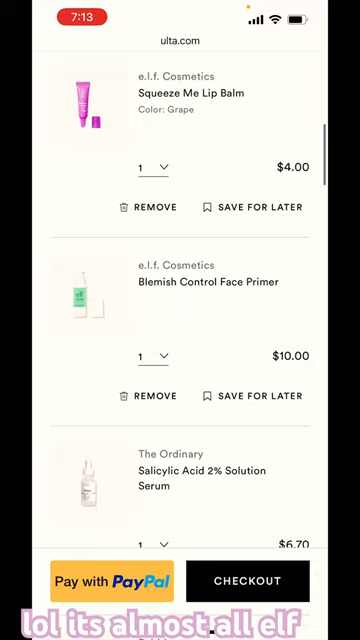 7:13
ulta.com
e.l.f. Cosmetics
Squeeze Me Lip Balm
Color: Grape
1
$4.00
REMOVE
SAVE FOR LATER
e.l.f. Cosmetics
Blemish Control Face Primer
1
$10.00
REMOVE
SAVE FOR LATER
The Ordinary
Salicylic Acid 2% Solution
Serum
1
$6.70
Pay with PayPal
CHECKOUT
lol its almost all elf